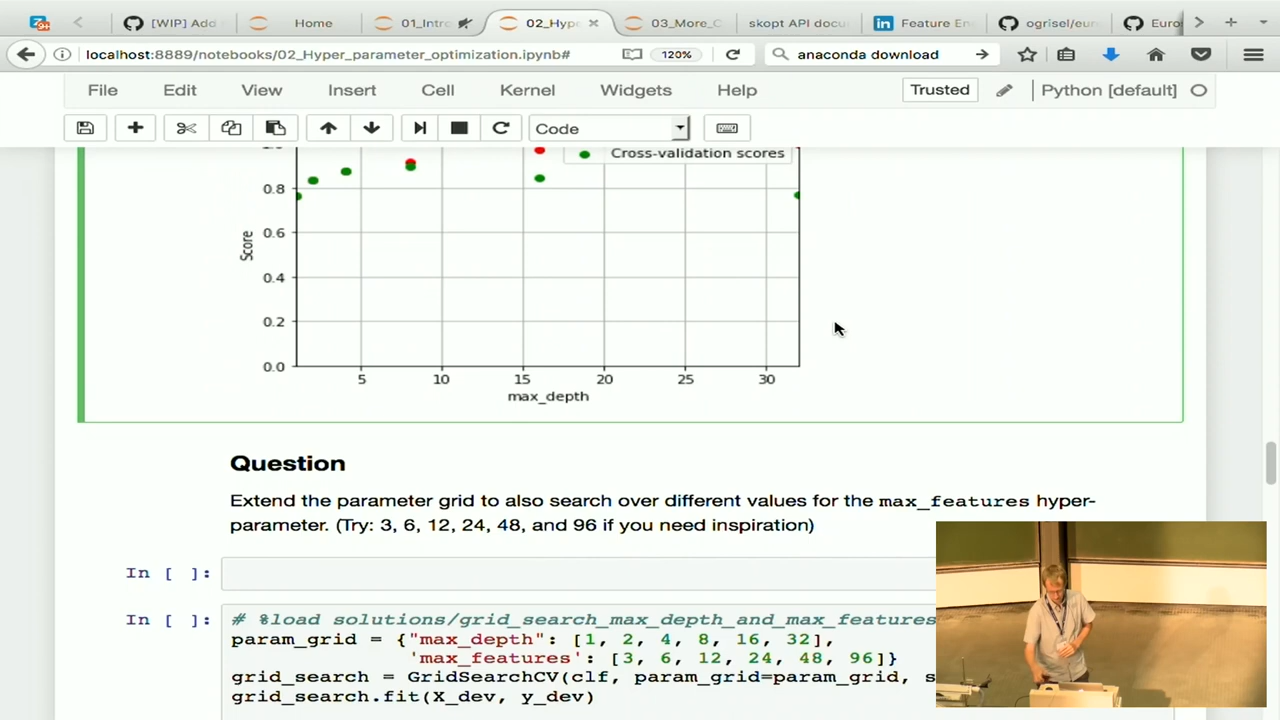 [WIP] Add
Home
01_Intr
02_Hype
03_More_C
skopt API docu
Feature En
ogrisel/eur
Euro
localhost:8889/notebooks/02_Hyper_parameter_optimization.ipynb#
120%
anaconda download
File Edit View Insert Cell Kernel Widgets Help
Trusted
Python [default]
Code
1.0
Cross-validation scores
0.8
0.6
0.4
0.2
0.0
Score
5 10 15 20 25 30
max_depth
Question
Extend the parameter grid to also search over different values for the max_features hyper-
parameter. (Try: 3, 6, 12, 24, 48, and 96 if you need inspiration)
In [ ]:
In [ ]:
# %load solutions/grid_search_max_depth_and_max_features
param_grid = {"max_depth": [1, 2, 4, 8, 16, 32],
'max_features': [3, 6, 12, 24, 48, 96]}
grid_search = GridSearchCV(clf, param_grid=param_grid, s
grid_search.fit(X_dev, y_dev)